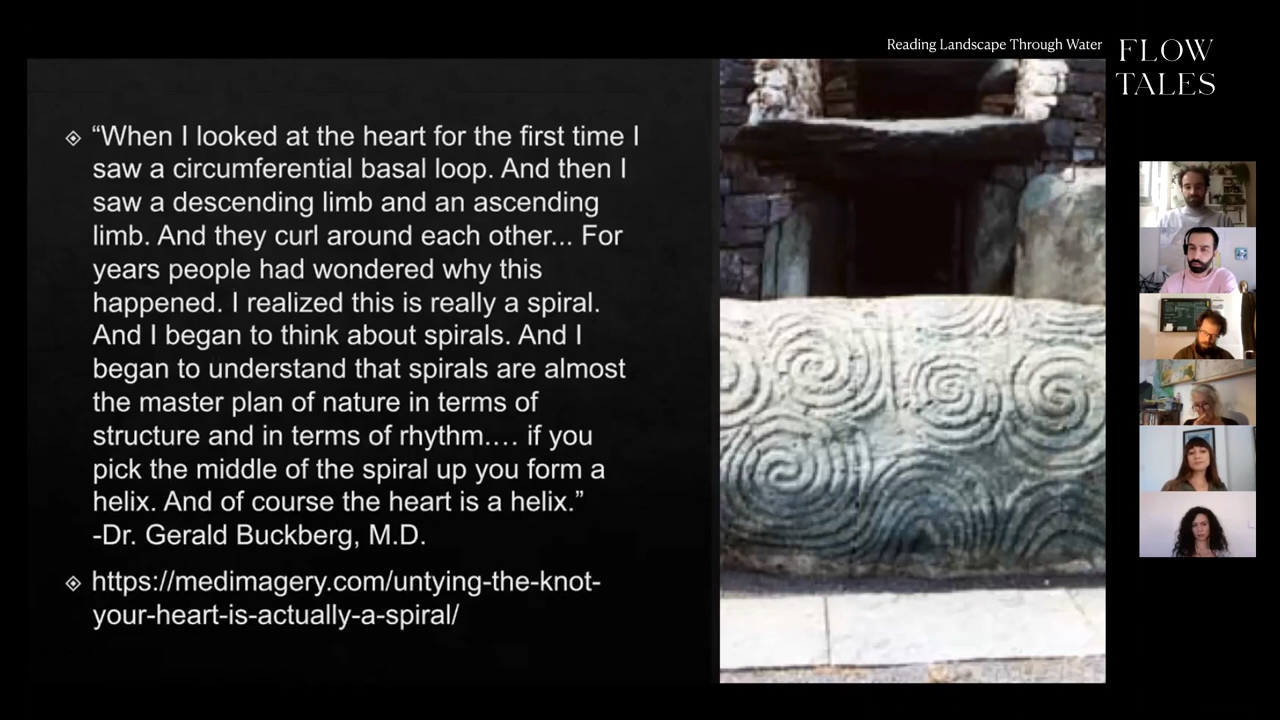 Reading Landscape Through Water
FLOW
TALES
“When I looked at the heart for the first time I
saw a circumferential basal loop. And then I
saw a descending limb and an ascending
limb. And they curl around each other... For
years people had wondered why this
happened. I realized this is really a spiral.
And I began to think about spirals. And I
began to understand that spirals are almost
the master plan of nature in terms of
structure and in terms of rhythm…. if you
pick the middle of the spiral up you form a
helix. And of course the heart is a helix.”
-Dr. Gerald Buckberg, M.D.
https://medimagery.com/untying-the-knot-
your-heart-is-actually-a-spiral/